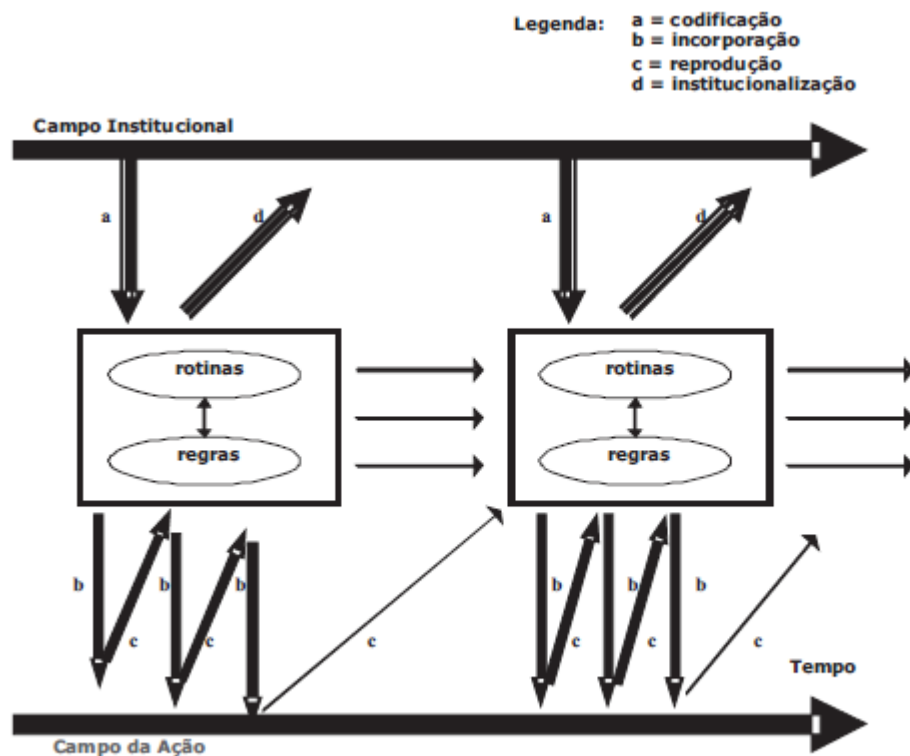 Legenda:
a = codificação
b = incorporação
c = reprodução
d = institucionalização
Campo Institucional
a
d
a
d
rotinas
rotinas
regras
regras
b
b
b
b
b
b
c
c
c
c
c
c
Tempo
Campo da Ação